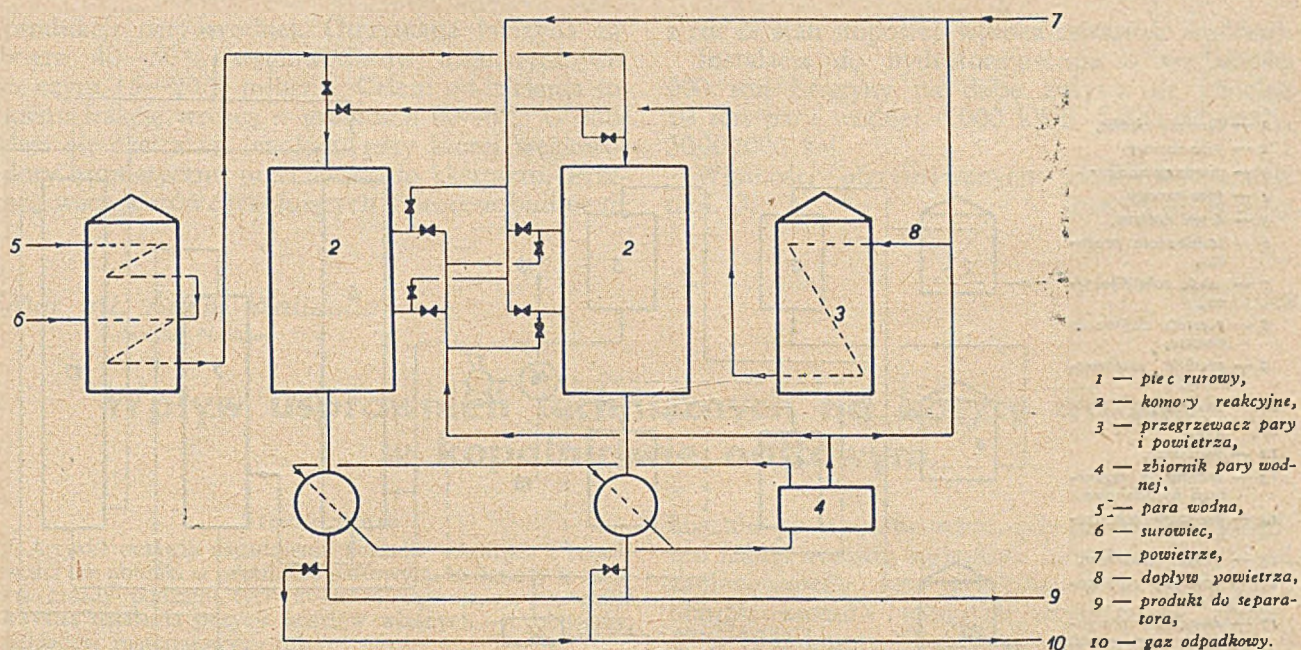 7
5
6
2
2
8
3
4
9
10
1 — piec rurowy,
2 — komory reakcyjne,
3 — przegrzewacz pary
i powietrza,
4 — zbiornik pary wod-
nej,
5 — para wodna,
6 — surowiec,
7 — powietrze,
8 — dopływ powietrza,
9 — produkt do separa-
tora,
10 — gaz odpadkowy.